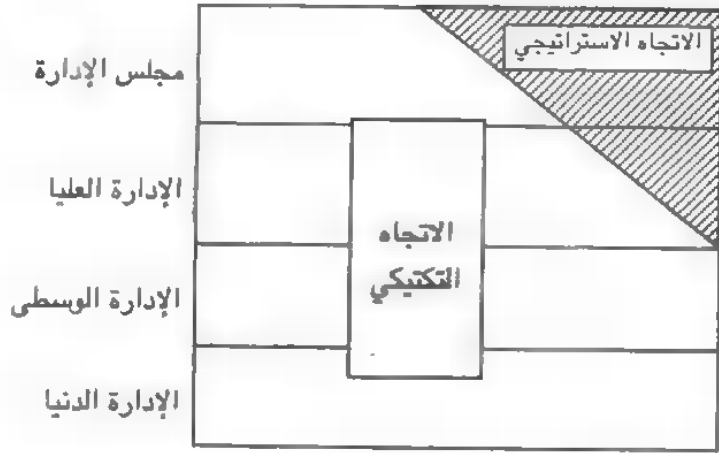 الاتجاه الاستراتيجي
مجلس الإدارة
الإدارة العليا
الاتجاه
التكتيكي
الإدارة الوسطى
الإدارة الدنيا